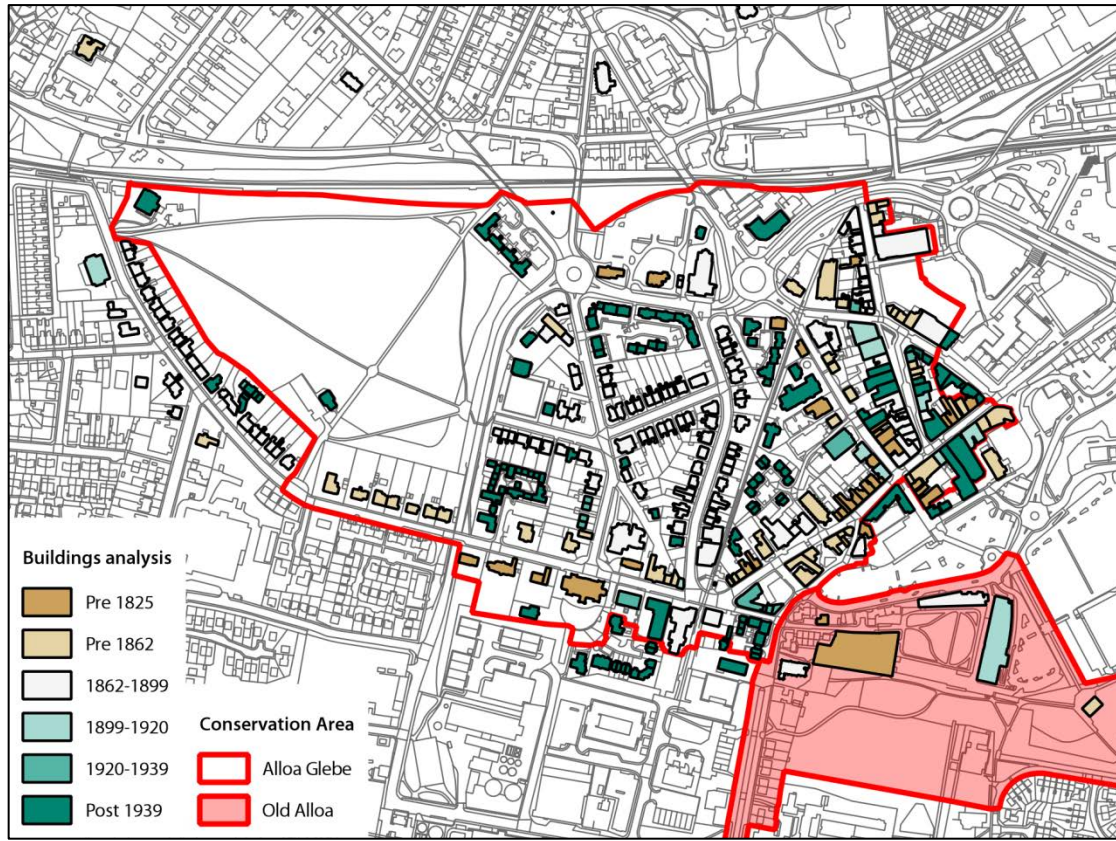 Buildings analysis
Pre 1825
Pre 1862
1862-1899
1899-1920
1920-1939
Post 1939
Conservation Area
Alloa Glebe
Old Alloa